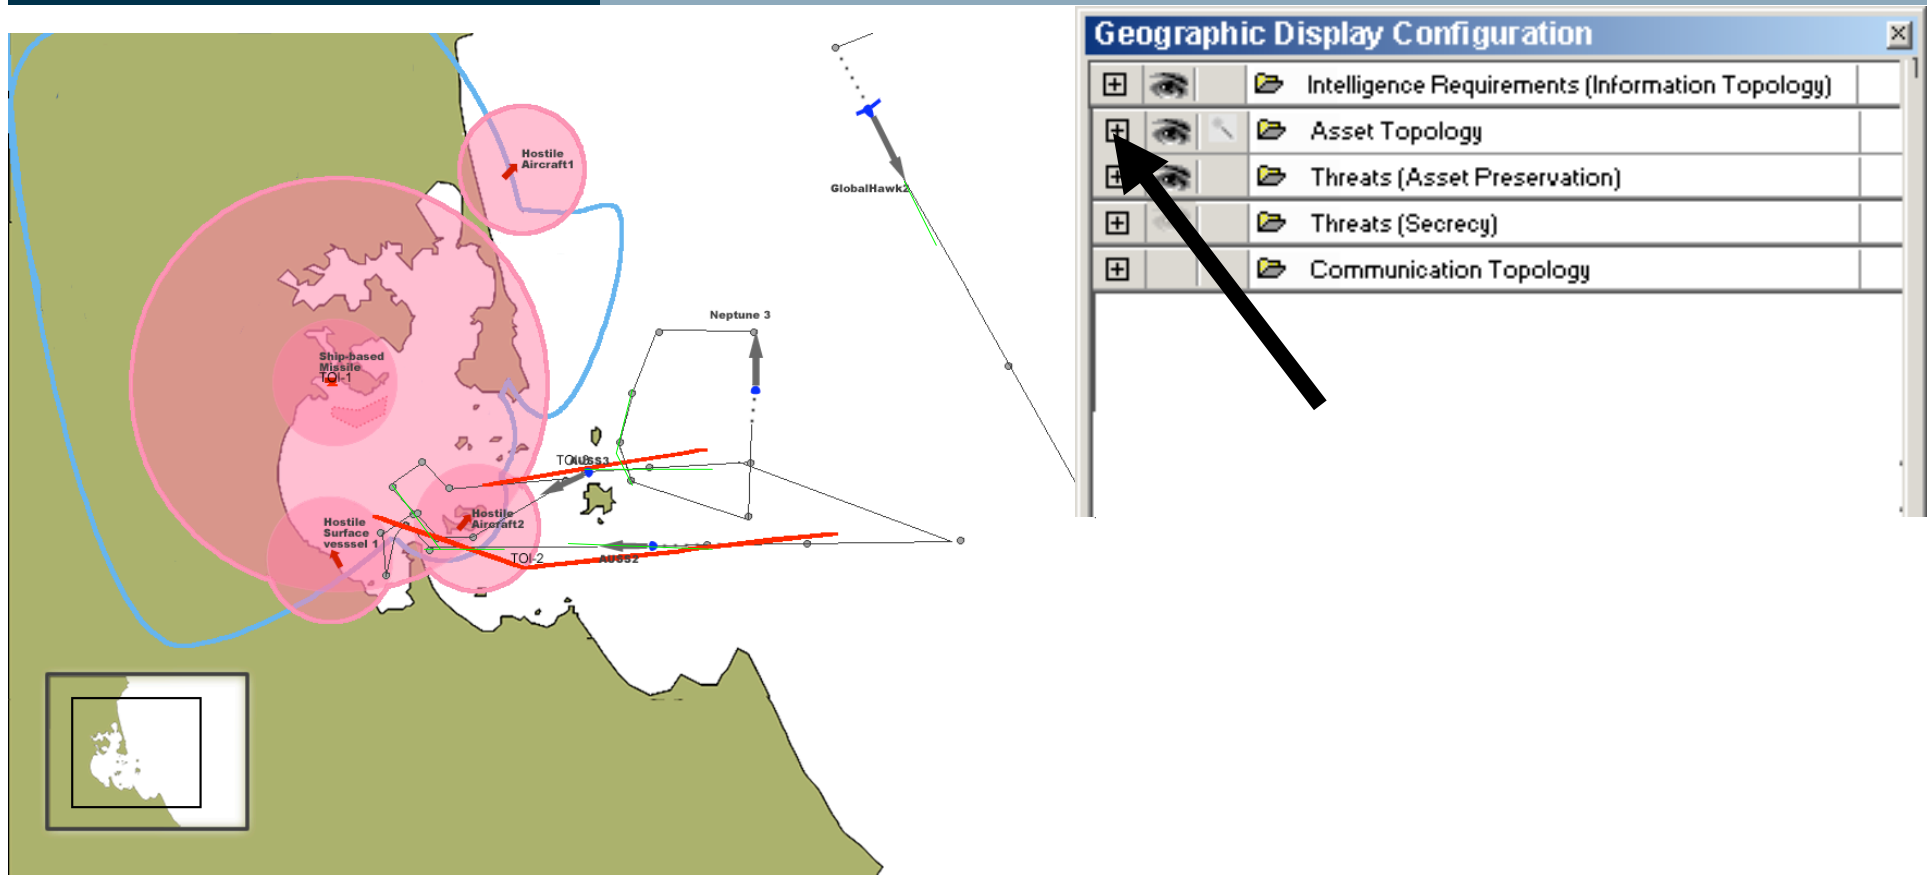 Geographic Display Configuration
Intelligence Requirements (Information Topology)
Asset Topology
Threats (Asset Preservation)
Threats (Secrecy)
Communication Topology
Hostile
Aircraft1
GlobalHawk2
Neptune 3
Ship-based
Missile
TOI-1
AUSS3
Hostile
Aircraft2
Hostile
Surface
vesssel 1
TOI-2
AUSS2